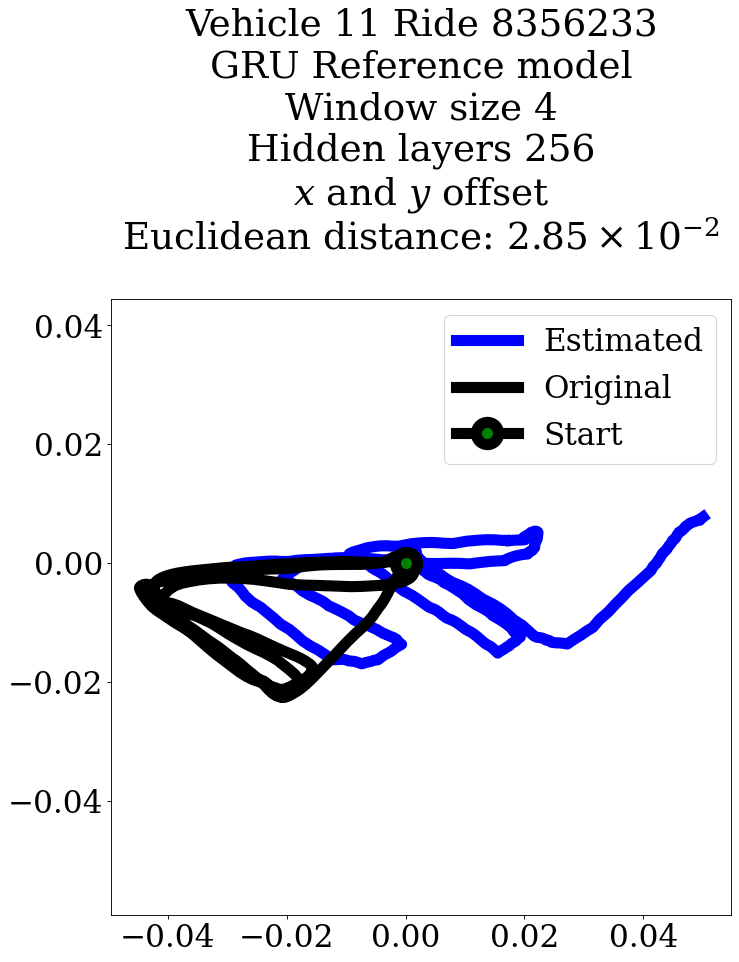 Vehicle 11 Ride 8356233
GRU Reference model
Window size 4
Hidden layers 256
x and y offset
Euclidean distance: 2.85 × 10⁻²
Estimated
Original
Start
0.04
0.02
0.00
−0.02
−0.04
−0.04 −0.02 0.00 0.02 0.04